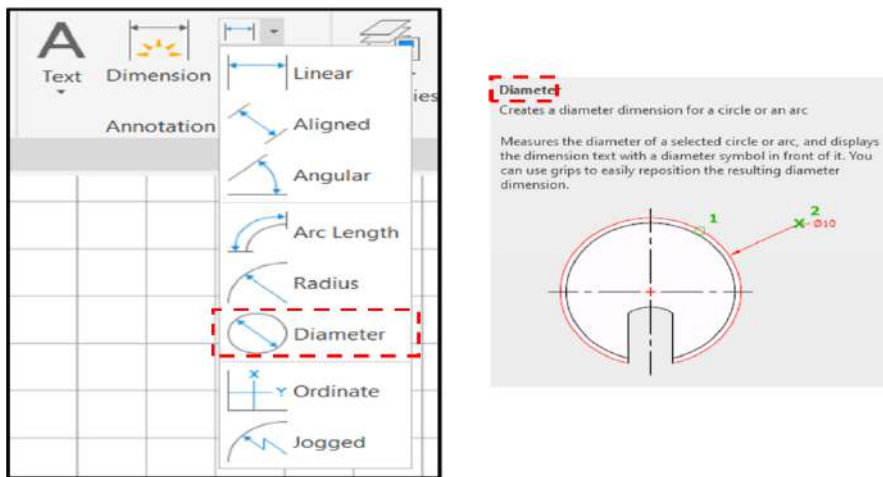 A
Text
Dimension
Annotation
ies
Linear
Aligned
Angular
Arc Length
Radius
Diameter
X
Y
Ordinate
Jogged
Diameter
Creates a diameter dimension for a circle or an arc
Measures the diameter of a selected circle or arc, and displays
the dimension text with a diameter symbol in front of it. You
can use grips to easily reposition the resulting diameter
dimension.
1
2
Ø10